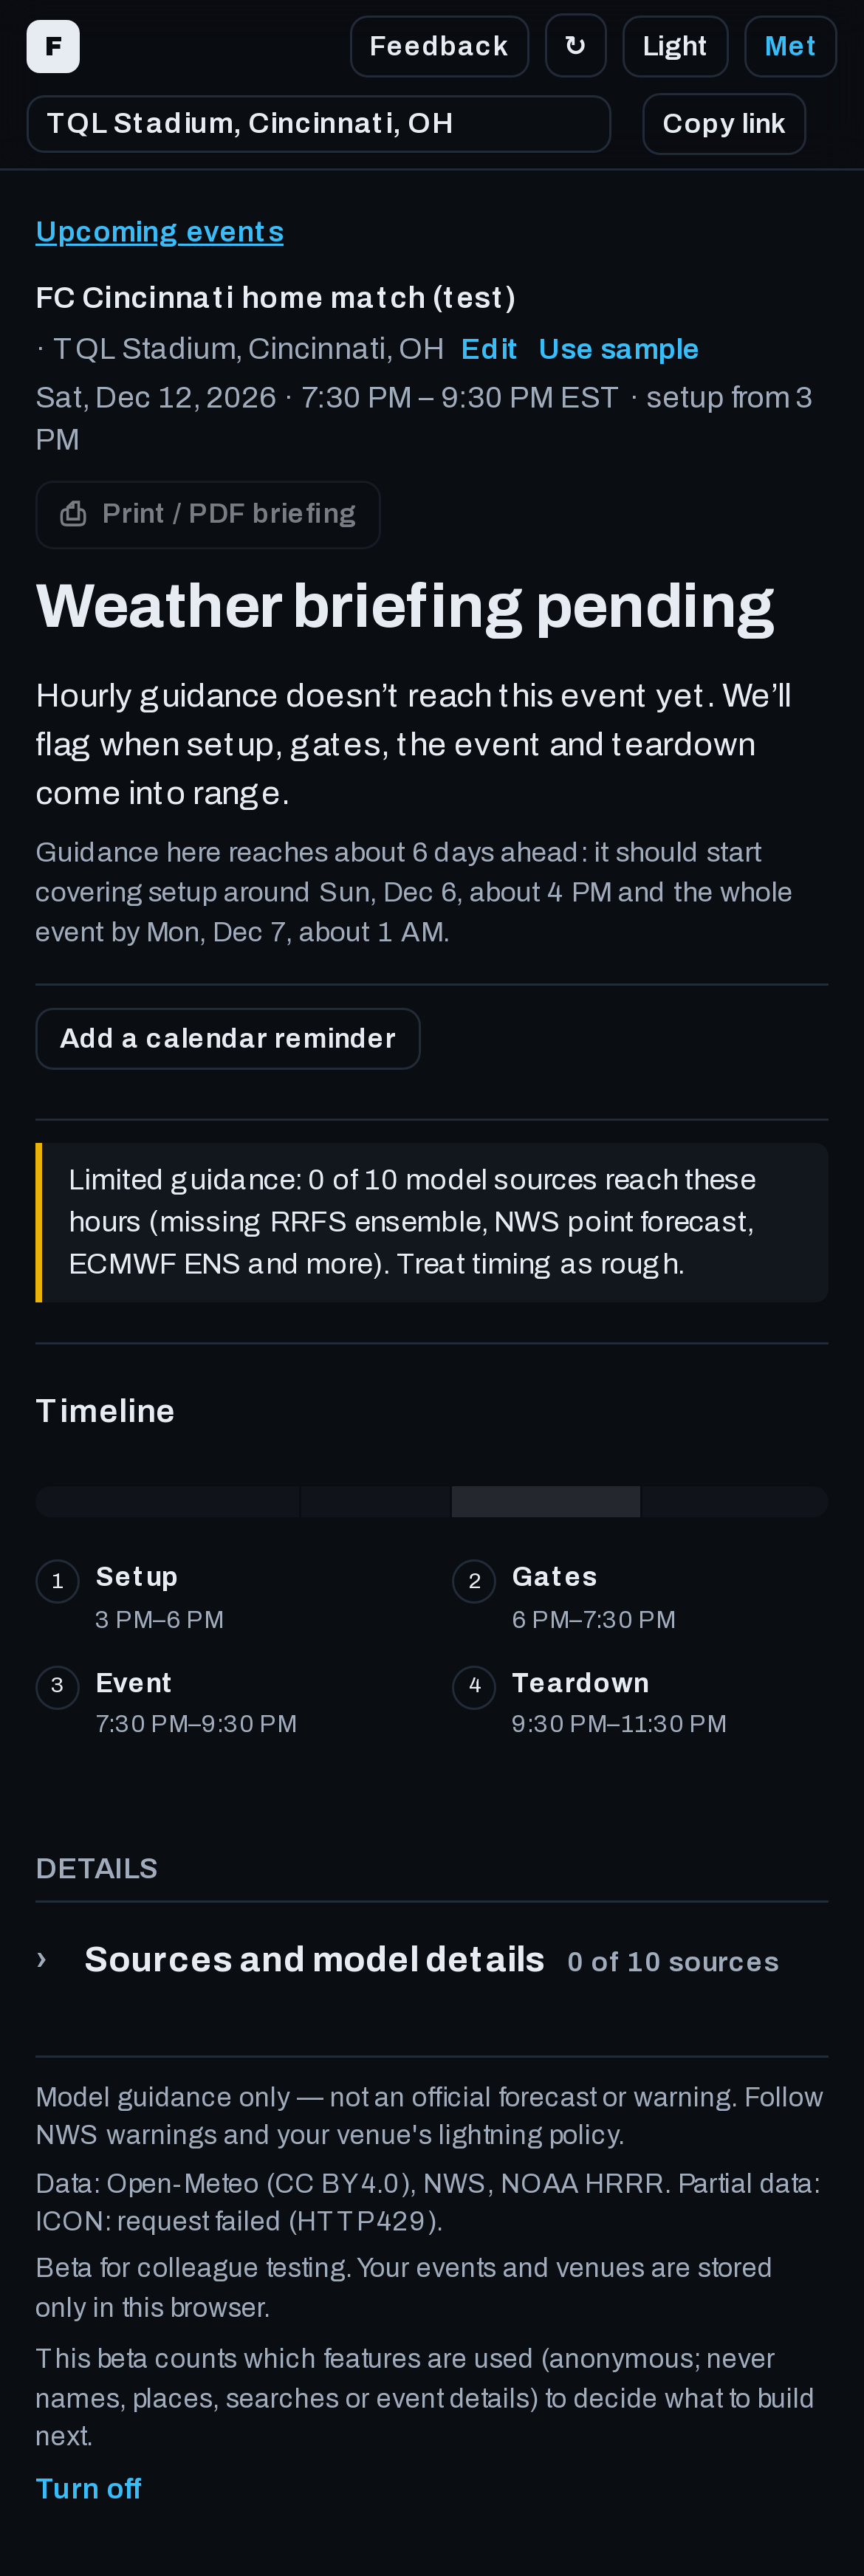 F
Feedback ↻ Light Met
TQL Stadium, Cincinnati, OH Copy link
Upcoming events
FC Cincinnati home match (test)
· TQL Stadium, Cincinnati, OH Edit Use sample
Sat, Dec 12, 2026 · 7:30 PM – 9:30 PM EST · setup from 3
PM
Print / PDF briefing
Weather briefing pending
Hourly guidance doesn’t reach this event yet. We’ll
flag when setup, gates, the event and teardown
come into range.
Guidance here reaches about 6 days ahead: it should start
covering setup around Sun, Dec 6, about 4 PM and the whole
event by Mon, Dec 7, about 1 AM.
Add a calendar reminder
Limited guidance: 0 of 10 model sources reach these
hours (missing RRFS ensemble, NWS point forecast,
ECMWF ENS and more). Treat timing as rough.
Timeline
1 Setup
3 PM–6 PM
2 Gates
6 PM–7:30 PM
3 Event
7:30 PM–9:30 PM
4 Teardown
9:30 PM–11:30 PM
DETAILS
› Sources and model details 0 of 10 sources
Model guidance only — not an official forecast or warning. Follow
NWS warnings and your venue's lightning policy.
Data: Open-Meteo (CC BY 4.0), NWS, NOAA HRRR. Partial data:
ICON: request failed (HTTP 429).
Beta for colleague testing. Your events and venues are stored
only in this browser.
This beta counts which features are used (anonymous; never
names, places, searches or event details) to decide what to build
next.
Turn off